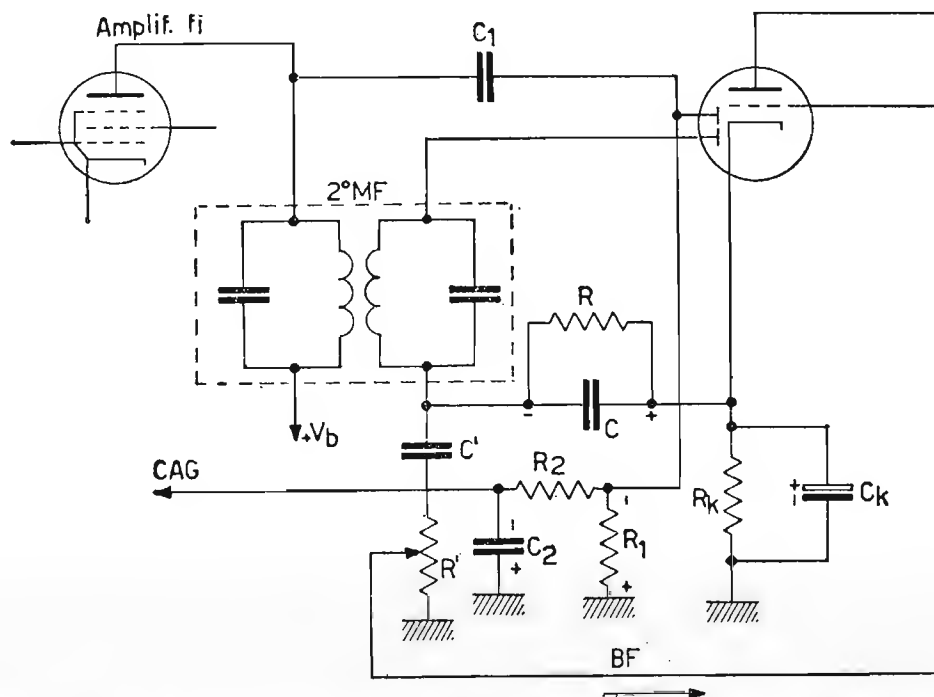 Amplif. fi
C1
2°MF
R
- C +
+Vb
C'
CAG
R2
Rk
+ - Ck
- C2 +
- R1 +
R'
BF